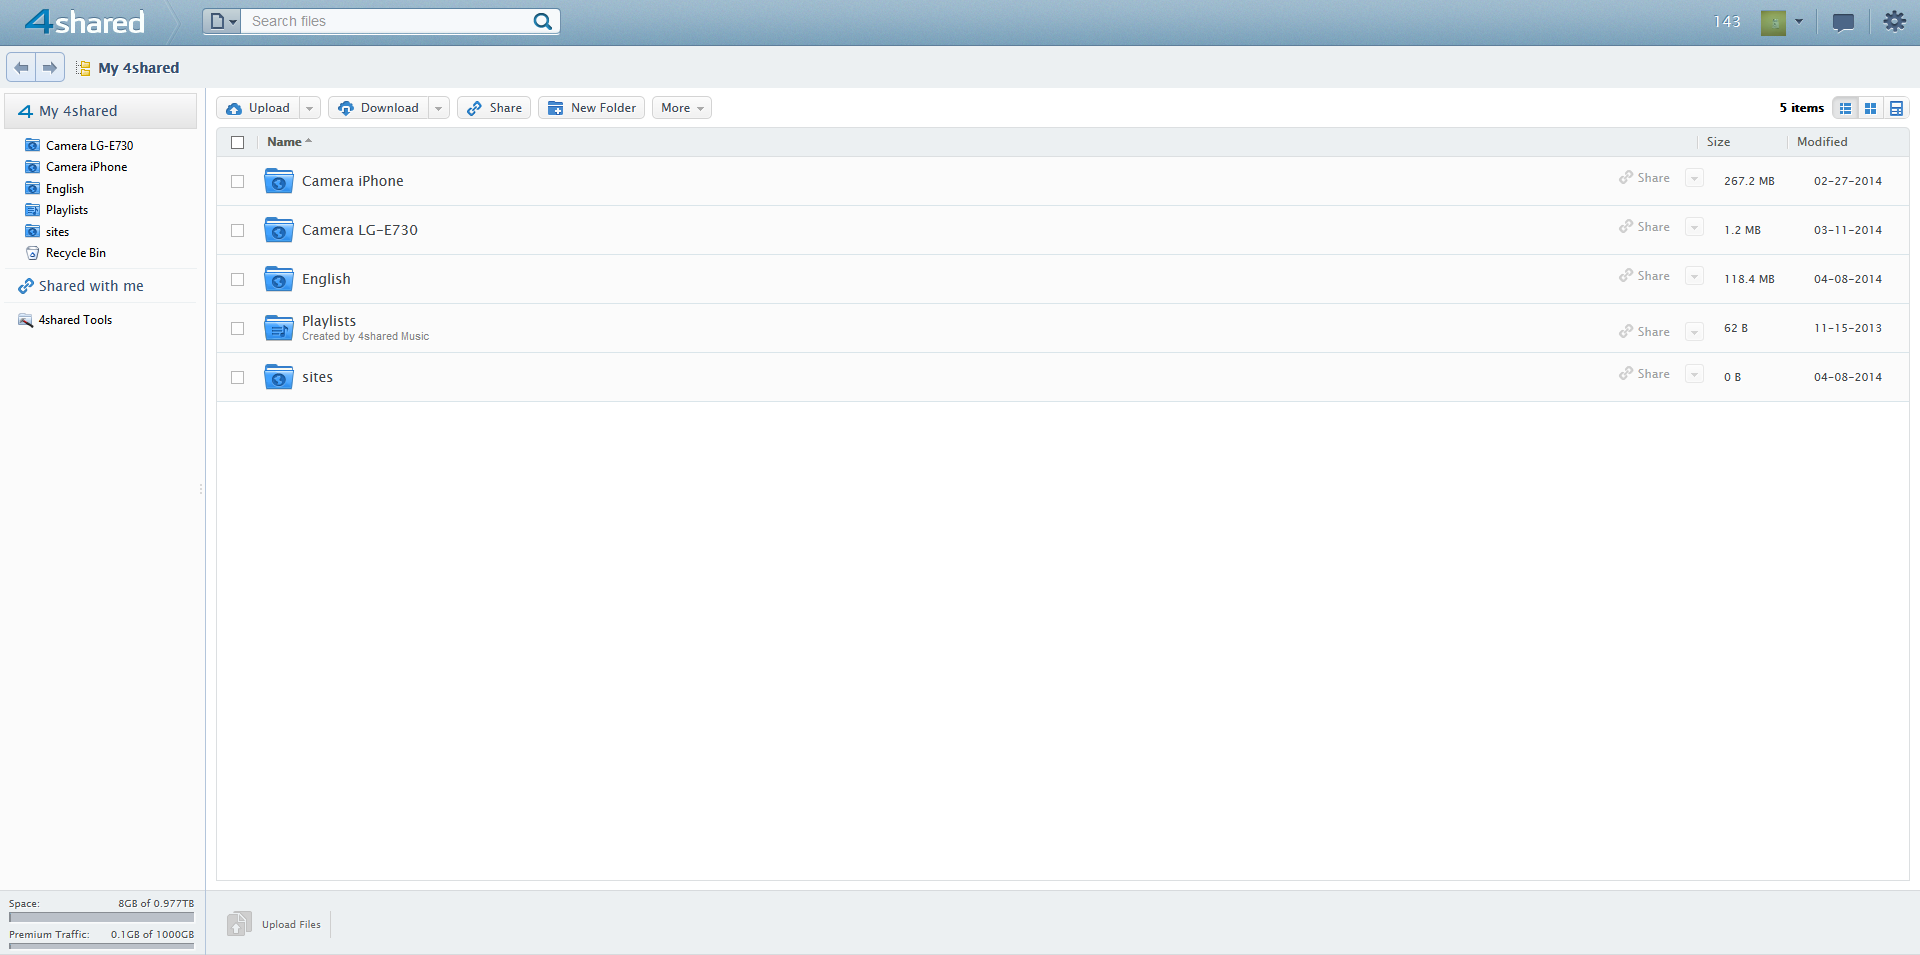 4shared
Search files
143
My 4shared
My 4shared
Camera LG-E730
Camera iPhone
English
Playlists
sites
Recycle Bin
Shared with me
4shared Tools
Upload Download Share New Folder More
5 items
Name Size Modified
Camera iPhone Share 267.2 MB 02-27-2014
Camera LG-E730 Share 1.2 MB 03-11-2014
English Share 118.4 MB 04-08-2014
Playlists
Created by 4shared Music
Share 62 B 11-15-2013
sites Share 0 B 04-08-2014
Space: 8GB of 0.977TB
Premium Traffic: 0.1GB of 1000GB
Upload Files